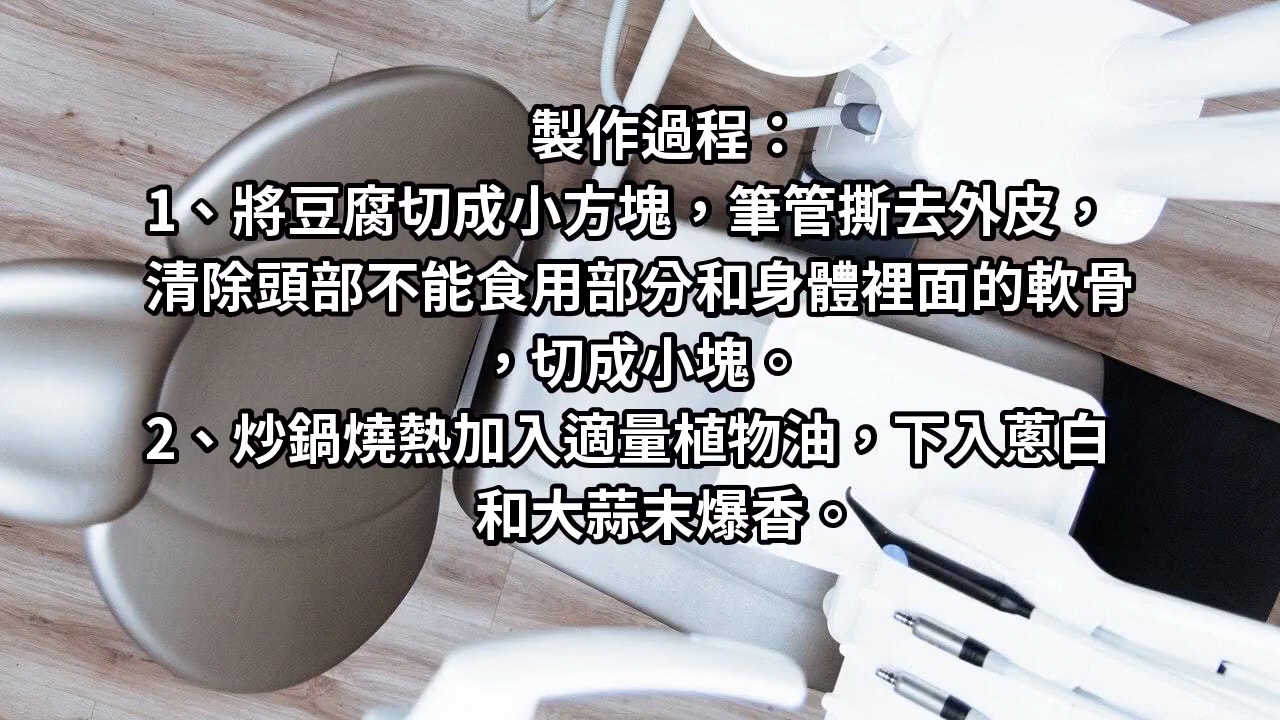 製作過程：
1、將豆腐切成小方塊，筆管撕去外皮，
清除頭部不能食用部分和身體裡面的軟骨
，切成小塊。
2、炒鍋燒熱加入適量植物油，下入蔥白
和大蒜末爆香。